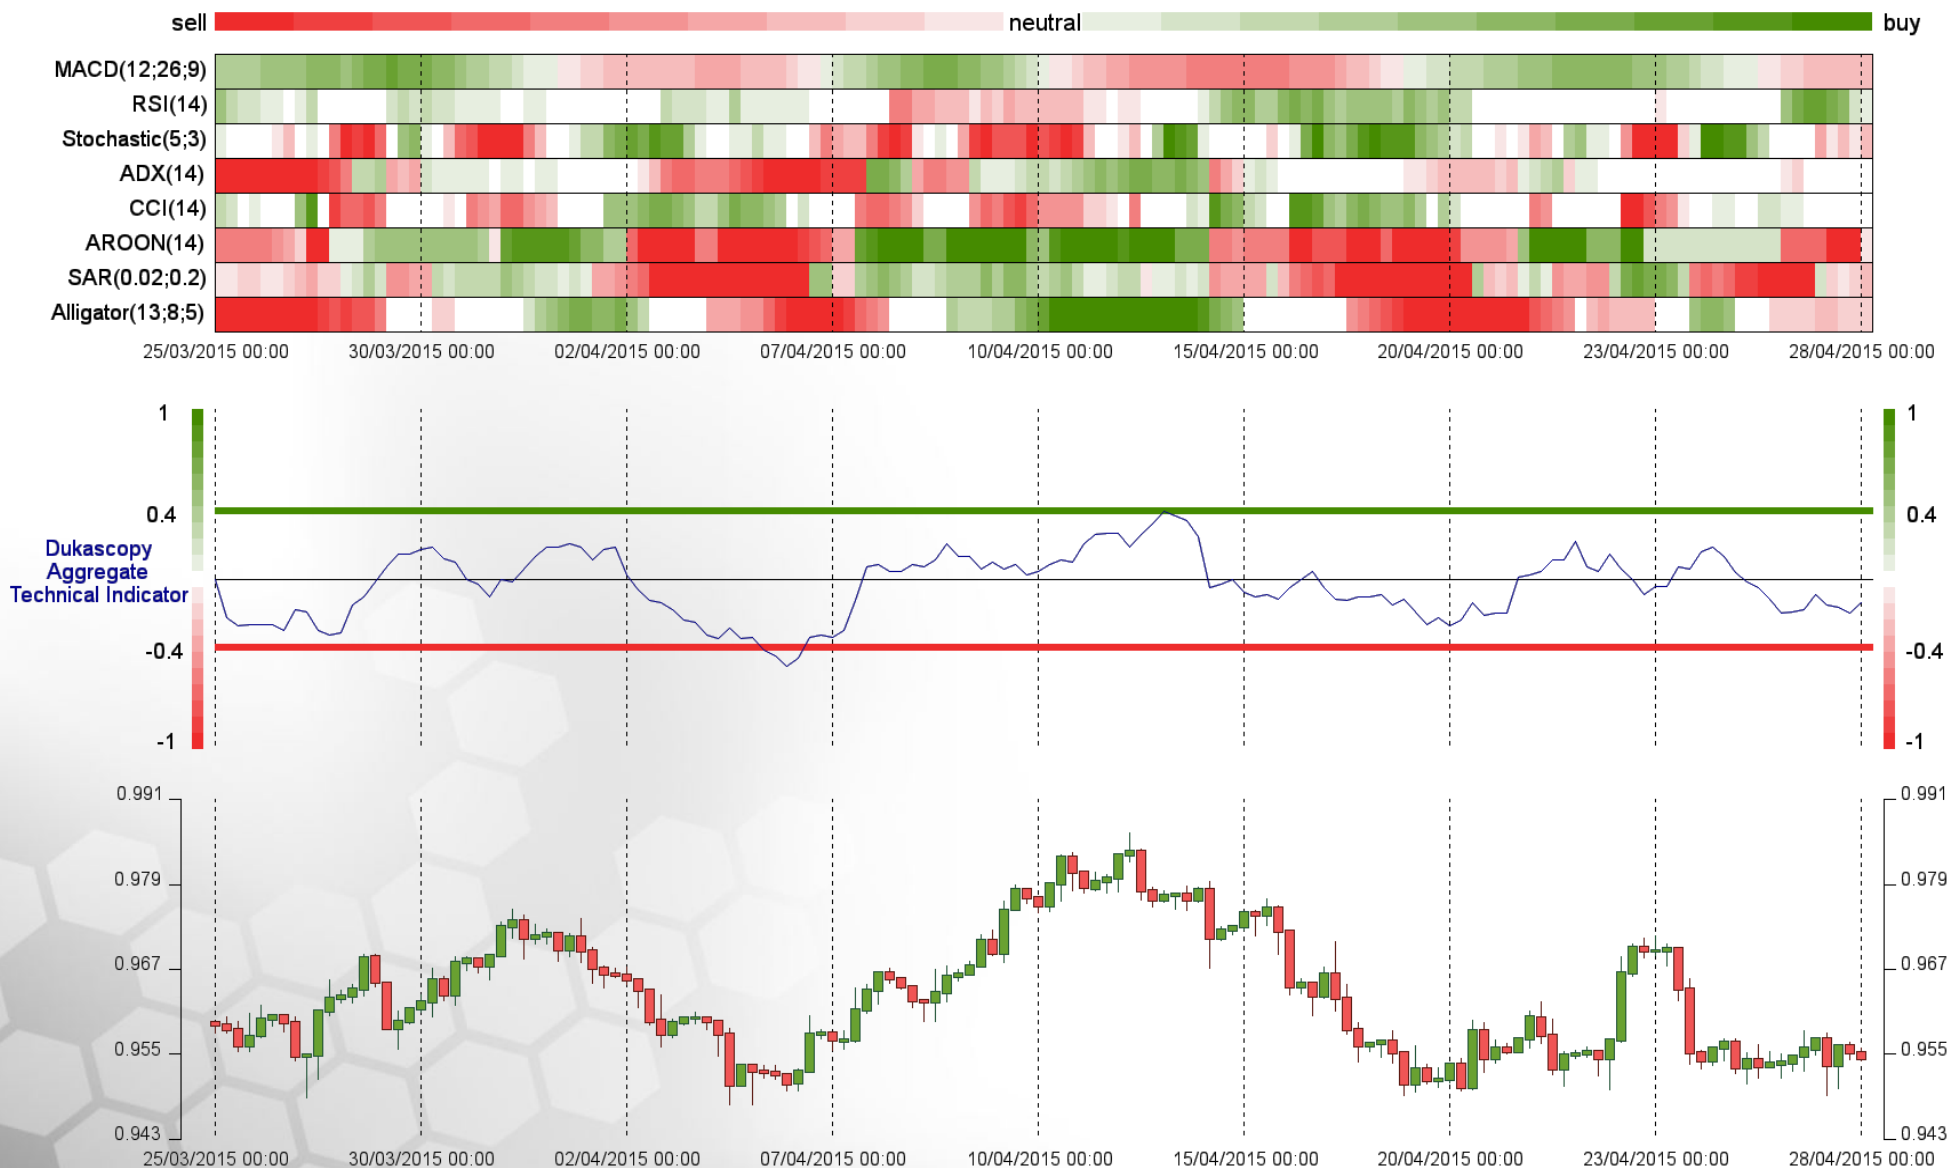 sell neutral buy
MACD(12;26;9)
RSI(14)
Stochastic(5;3)
ADX(14)
CCI(14)
AROON(14)
SAR(0.02;0.2)
Alligator(13;8;5)
25/03/2015 00:00 30/03/2015 00:00 02/04/2015 00:00 07/04/2015 00:00 10/04/2015 00:00 15/04/2015 00:00 20/04/2015 00:00 23/04/2015 00:00 28/04/2015 00:00
1 1
0.4 0.4
Dukascopy
Aggregate
Technical Indicator
-0.4 -0.4
-1 -1
0.991 0.991
0.979 0.979
0.967 0.967
0.955 0.955
0.943 0.943
25/03/2015 00:00 30/03/2015 00:00 02/04/2015 00:00 07/04/2015 00:00 10/04/2015 00:00 15/04/2015 00:00 20/04/2015 00:00 23/04/2015 00:00 28/04/2015 00:00